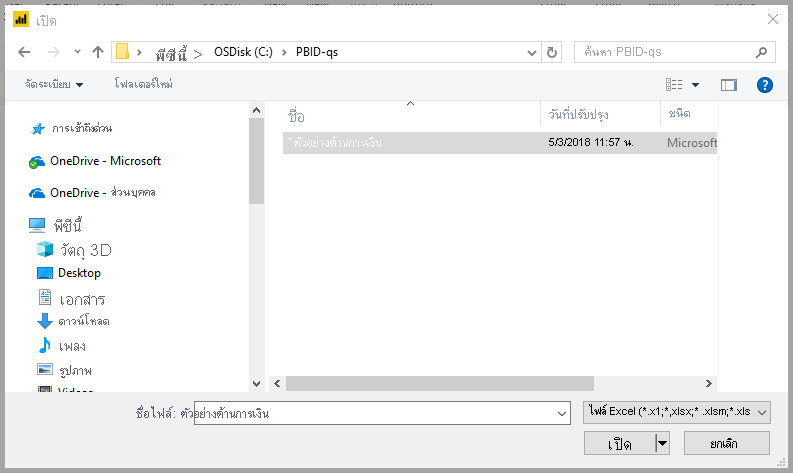 เปิด
พีซีนี้ > OSDisk (C:) > PBID-qs
ค้นหา PBID-qs
จัดระเบียบ โฟลเดอร์ใหม่
ชื่อ วันที่ปรับปรุง ชนิด
*ตัวอย่างด้านการเงิน 5/3/2018 11:57 น. Microsoft
การเข้าถึงด่วน
OneDrive - Microsoft
OneDrive - ส่วนบุคคล
พีซีนี้
วัตถุ 3D
Desktop
เอกสาร
ดาวน์โหลด
เพลง
รูปภาพ
Videos
ชื่อไฟล์: ตัวอย่างด้านการเงิน
ไฟล์ Excel (*.x1;*,xlsx;* .xlsm;*.xls
เปิด ยกเลิก